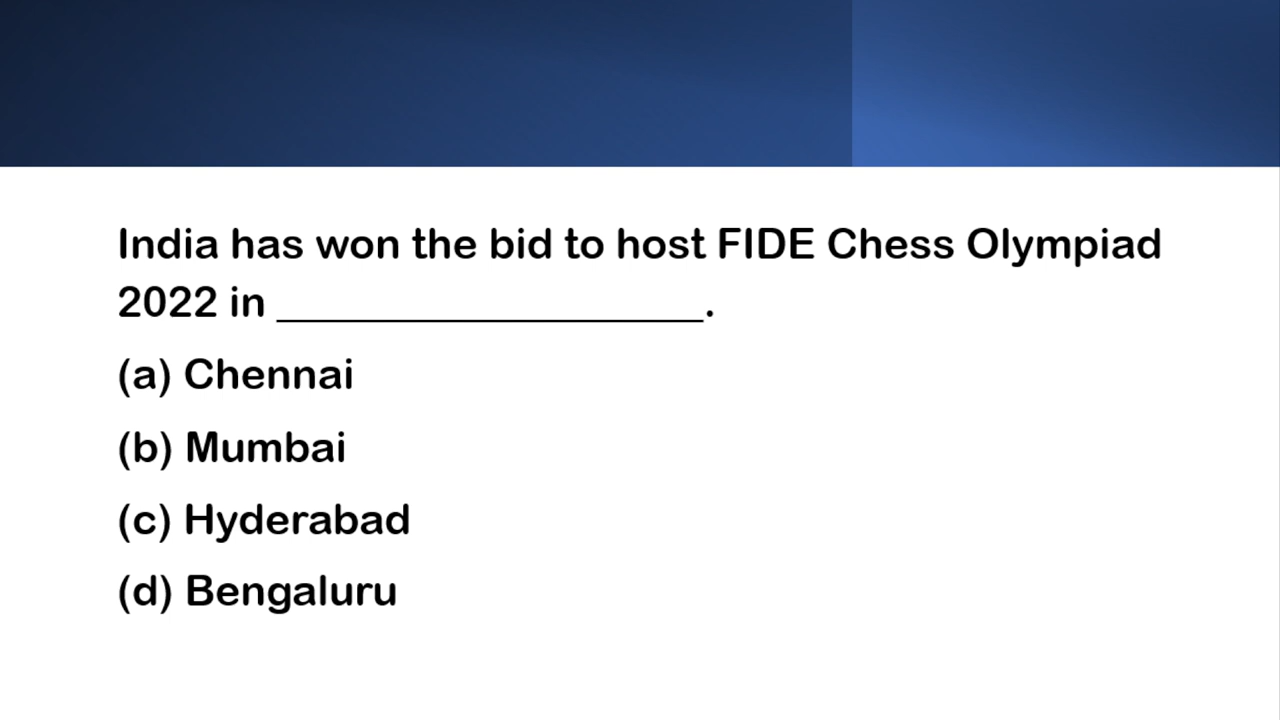 India has won the bid to host FIDE Chess Olympiad
2022 in ____________________.
(a) Chennai
(b) Mumbai
(c) Hyderabad
(d) Bengaluru